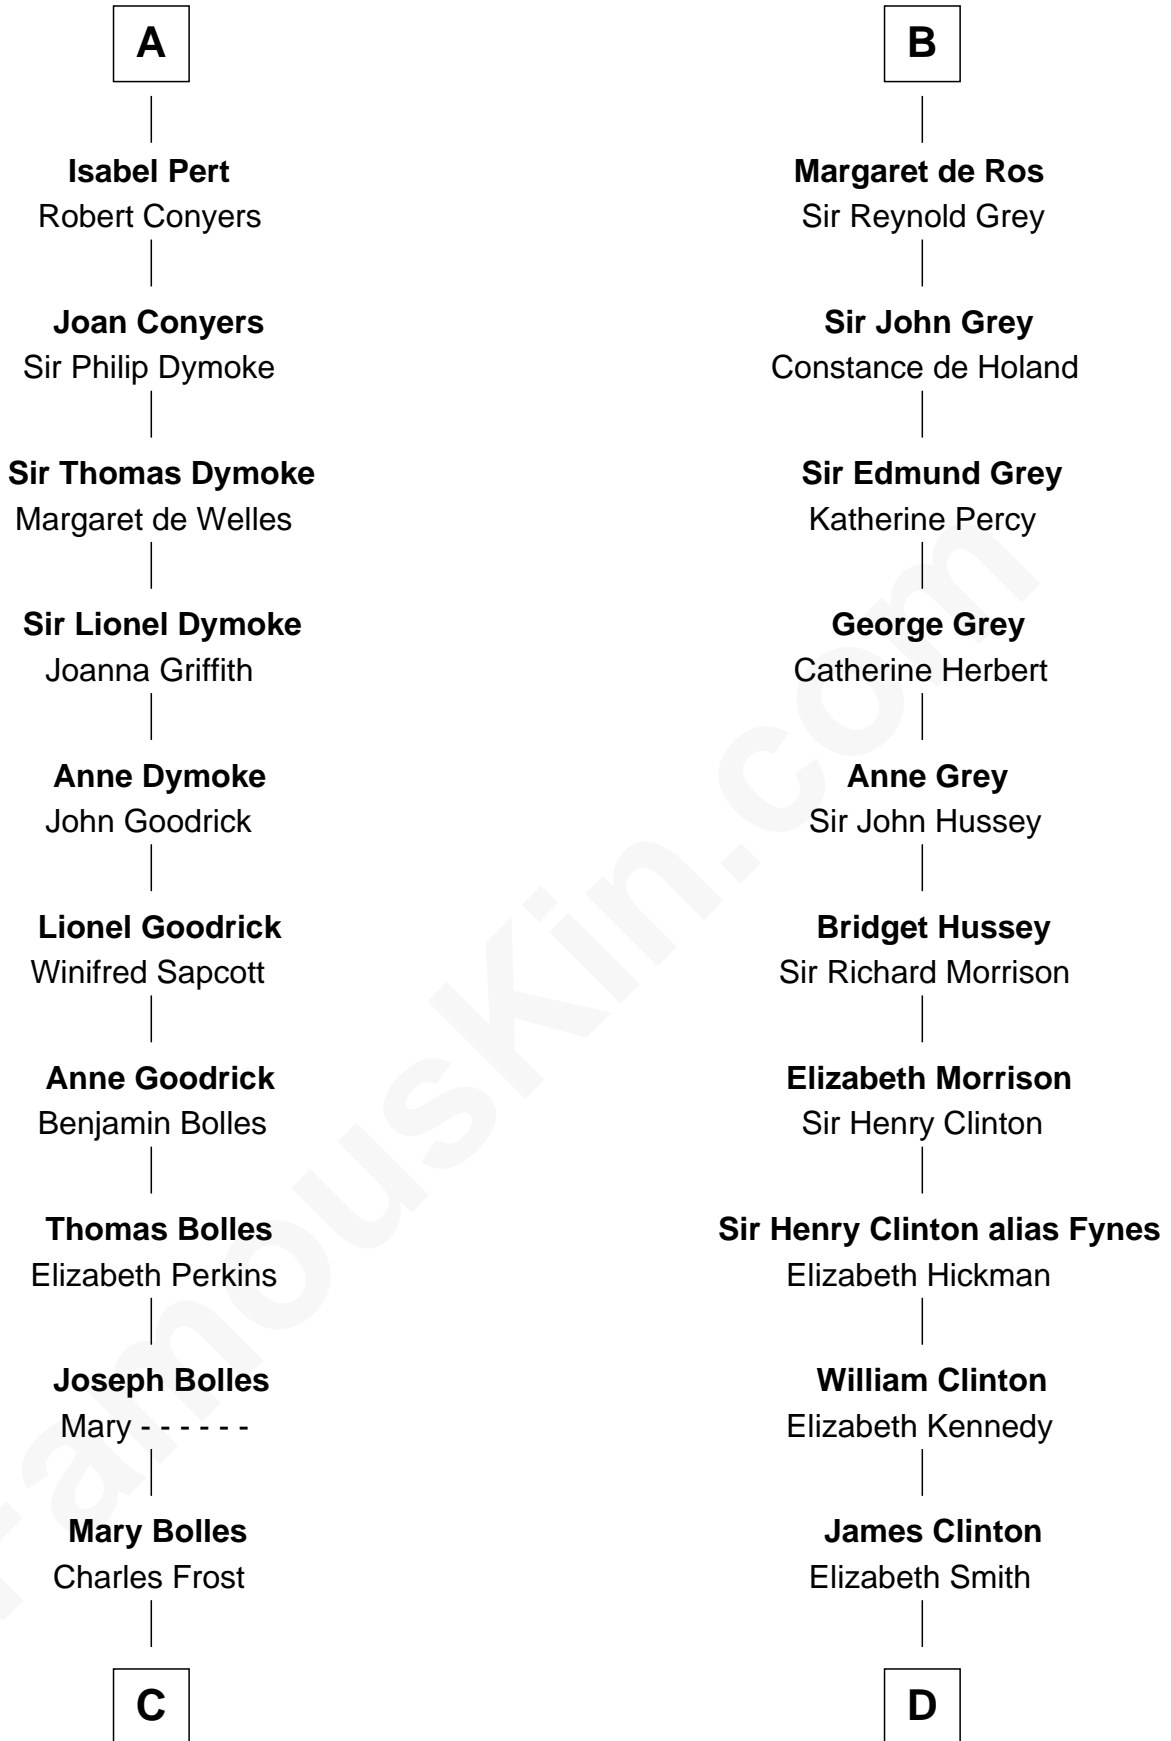 A
Isabel Pert
Robert Conyers
Joan Conyers
Sir Philip Dymoke
Sir Thomas Dymoke
Margaret de Welles
Sir Lionel Dymoke
Joanna Griffith
Anne Dymoke
John Goodrick
Lionel Goodrick
Winifred Sapcott
Anne Goodrick
Benjamin Bolles
Thomas Bolles
Elizabeth Perkins
Joseph Bolles
Mary - - - - - -
Mary Bolles
Charles Frost
C
B
Margaret de Ros
Sir Reynold Grey
Sir John Grey
Constance de Holand
Sir Edmund Grey
Katherine Percy
George Grey
Catherine Herbert
Anne Grey
Sir John Hussey
Bridget Hussey
Sir Richard Morrison
Elizabeth Morrison
Sir Henry Clinton
Sir Henry Clinton alias Fynes
Elizabeth Hickman
William Clinton
Elizabeth Kennedy
James Clinton
Elizabeth Smith
D
FamousKin.com